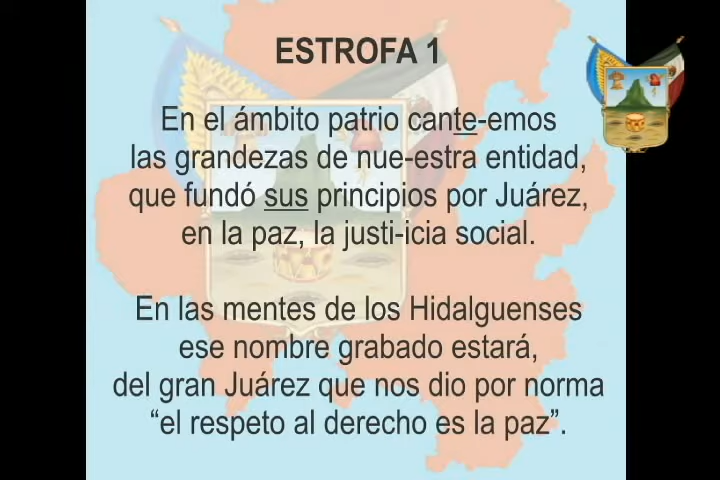 ESTROFA 1
En el ámbito patrio cante-emos
las grandezas de nue-estra entidad,
que fundó sus principios por Juárez,
en la paz, la justi-icia social.
En las mentes de los Hidalguenses
ese nombre grabado estará,
del gran Juárez que nos dio por norma
“el respeto al derecho es la paz”.